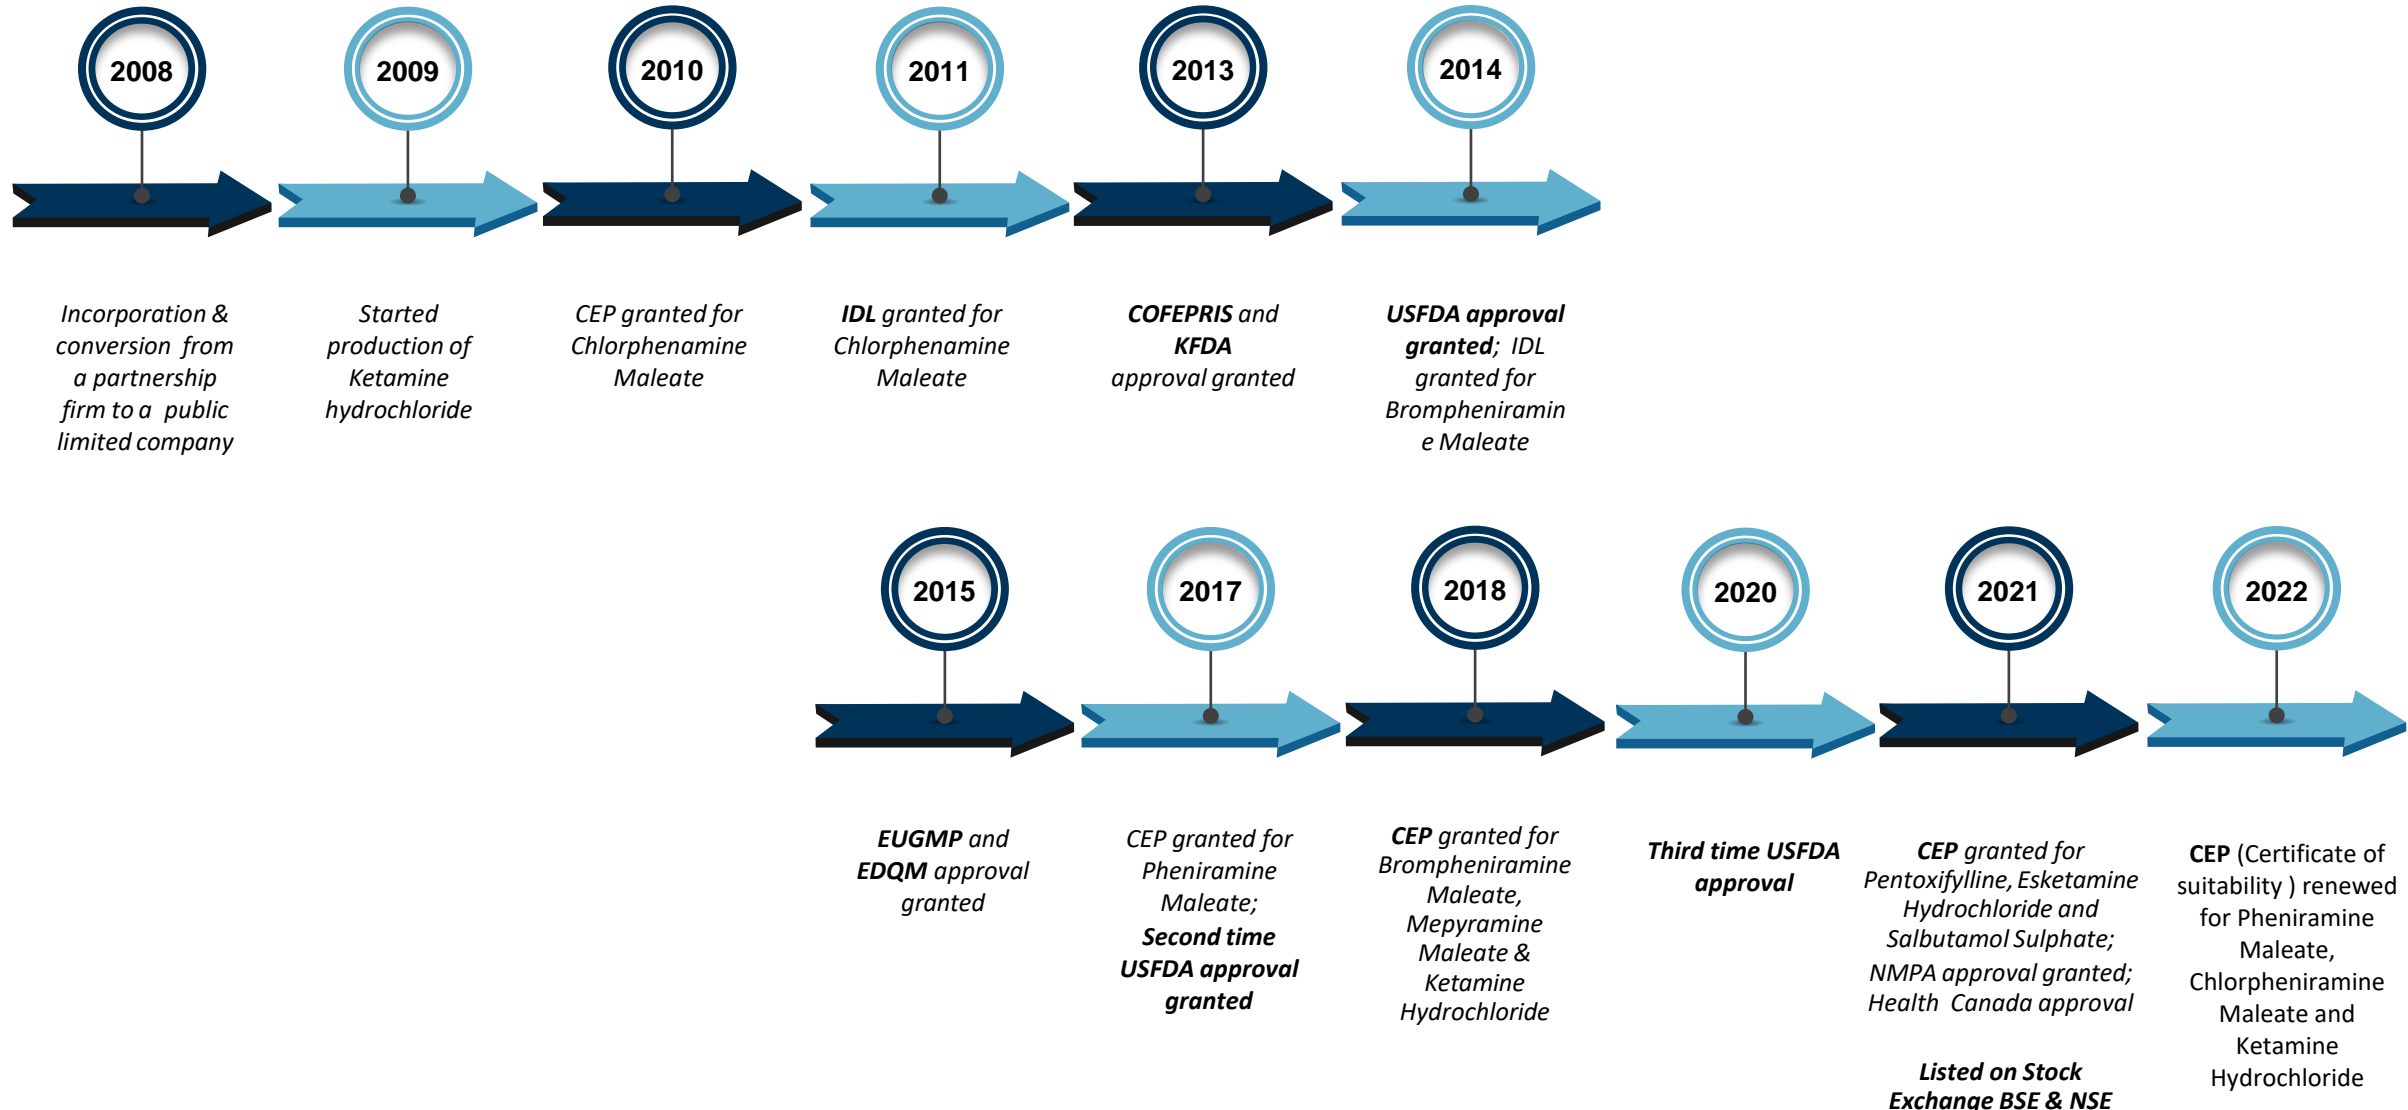 2008
2009
2010
2011
2013
2014
Incorporation &
conversion from
a partnership
firm to a public
limited company
Started
production of
Ketamine
hydrochloride
CEP granted for
Chlorphenamine
Maleate
IDL granted for
Chlorphenamine
Maleate
COFEPRIS and
KFDA
approval granted
USFDA approval
granted; IDL
granted for
Brompheniramin
e Maleate
2015
2017
2018
2020
2021
2022
EUGMP and
EDQM approval
granted
CEP granted for
Pheniramine
Maleate;
Second time
USFDA approval
granted
CEP granted for
Brompheniramine
Maleate,
Mepyramine
Maleate &
Ketamine
Hydrochloride
Third time USFDA
approval
CEP granted for
Pentoxifylline, Esketamine
Hydrochloride and
Salbutamol Sulphate;
NMPA approval granted;
Health Canada approval
Listed on Stock
Exchange BSE & NSE
CEP (Certificate of
suitability ) renewed
for Pheniramine
Maleate,
Chlorpheniramine
Maleate and
Ketamine
Hydrochloride